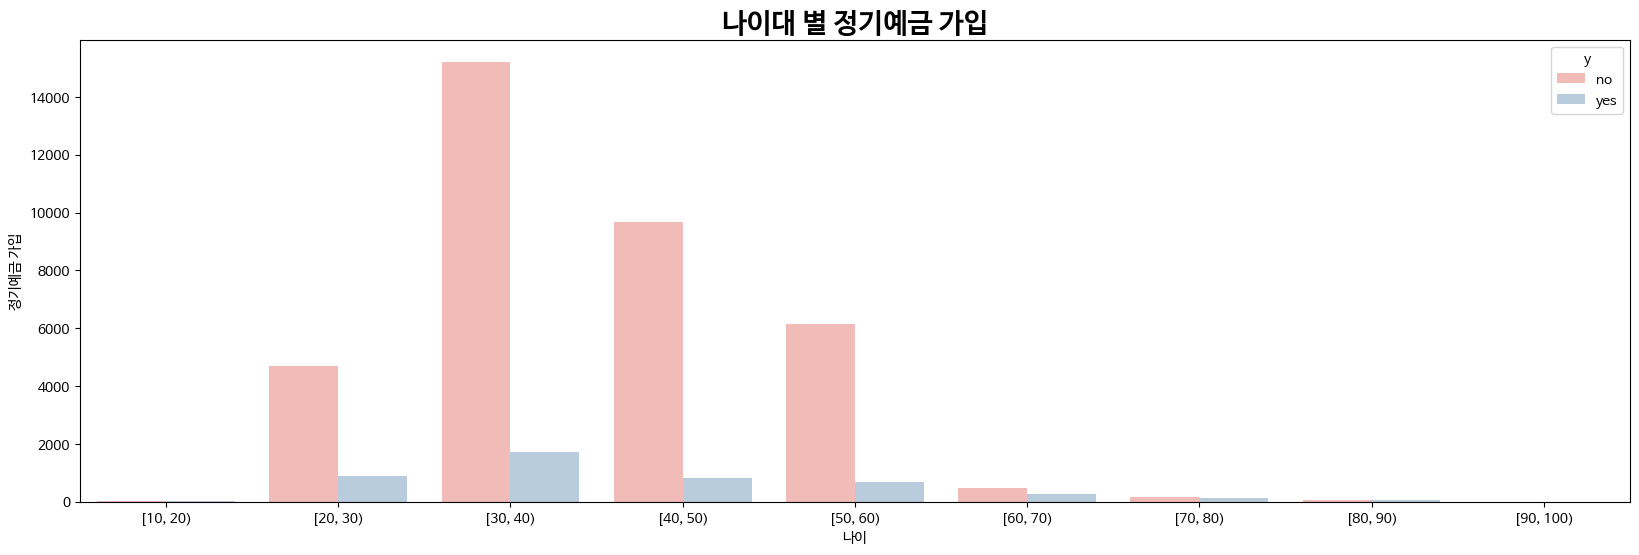 나이대 별 정기예금 가입
y
no
yes
정기예금 가입
14000
12000
10000
8000
6000
4000
2000
0
[10, 20)
[20, 30)
[30, 40)
[40, 50)
[50, 60)
[60, 70)
[70, 80)
[80, 90)
[90, 100)
나이